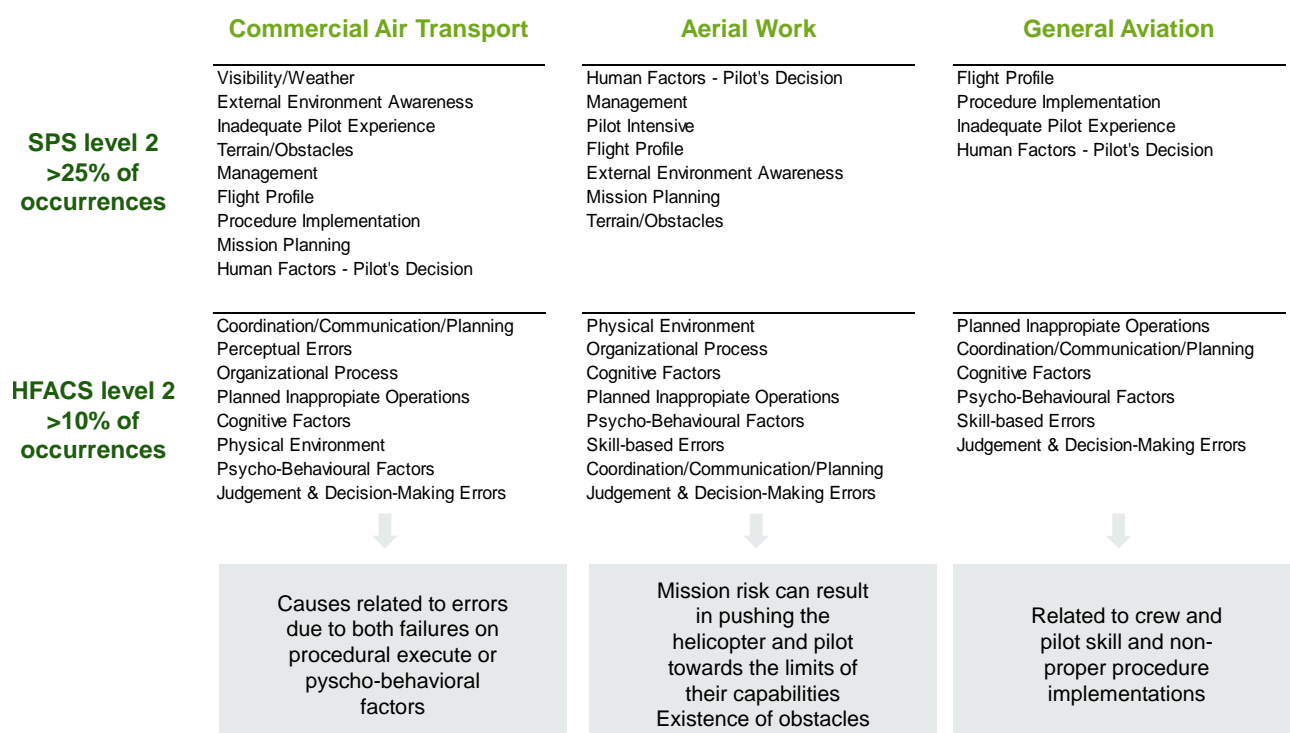 Commercial Air Transport
Aerial Work
General Aviation
SPS level 2
>25% of
occurrences
Visibility/Weather
External Environment Awareness
Inadequate Pilot Experience
Terrain/Obstacles
Management
Flight Profile
Procedure Implementation
Mission Planning
Human Factors - Pilot's Decision
Human Factors - Pilot's Decision
Management
Pilot Intensive
Flight Profile
External Environment Awareness
Mission Planning
Terrain/Obstacles
Flight Profile
Procedure Implementation
Inadequate Pilot Experience
Human Factors - Pilot's Decision
HFACS level 2
>10% of
occurrences
Coordination/Communication/Planning
Perceptual Errors
Organizational Process
Planned Inappropiate Operations
Cognitive Factors
Physical Environment
Psycho-Behavioural Factors
Judgement & Decision-Making Errors
Physical Environment
Organizational Process
Cognitive Factors
Planned Inappropiate Operations
Psycho-Behavioural Factors
Skill-based Errors
Coordination/Communication/Planning
Judgement & Decision-Making Errors
Planned Inappropiate Operations
Coordination/Communication/Planning
Cognitive Factors
Psycho-Behavioural Factors
Skill-based Errors
Judgement & Decision-Making Errors
Causes related to errors
due to both failures on
procedural execute or
pyscho-behavioral
factors
Mission risk can result
in pushing the
helicopter and pilot
towards the limits of
their capabilities
Existence of obstacles
Related to crew and
pilot skill and non-
proper procedure
implementations